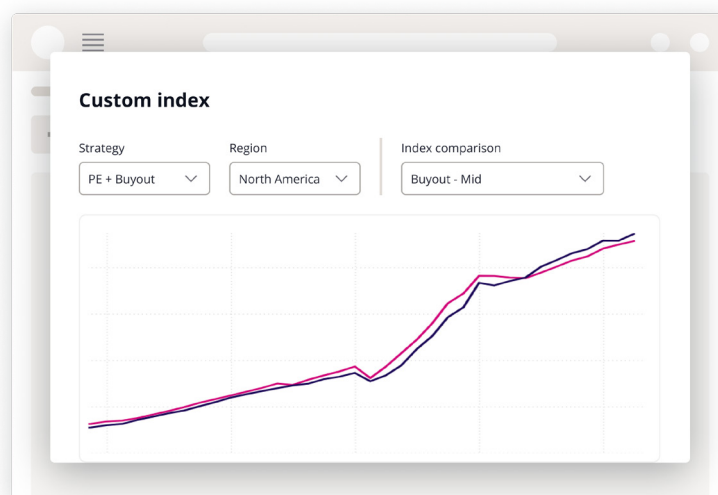 Custom index
Strategy
Region
Index comparison
PE + Buyout
North America
Buyout - Mid